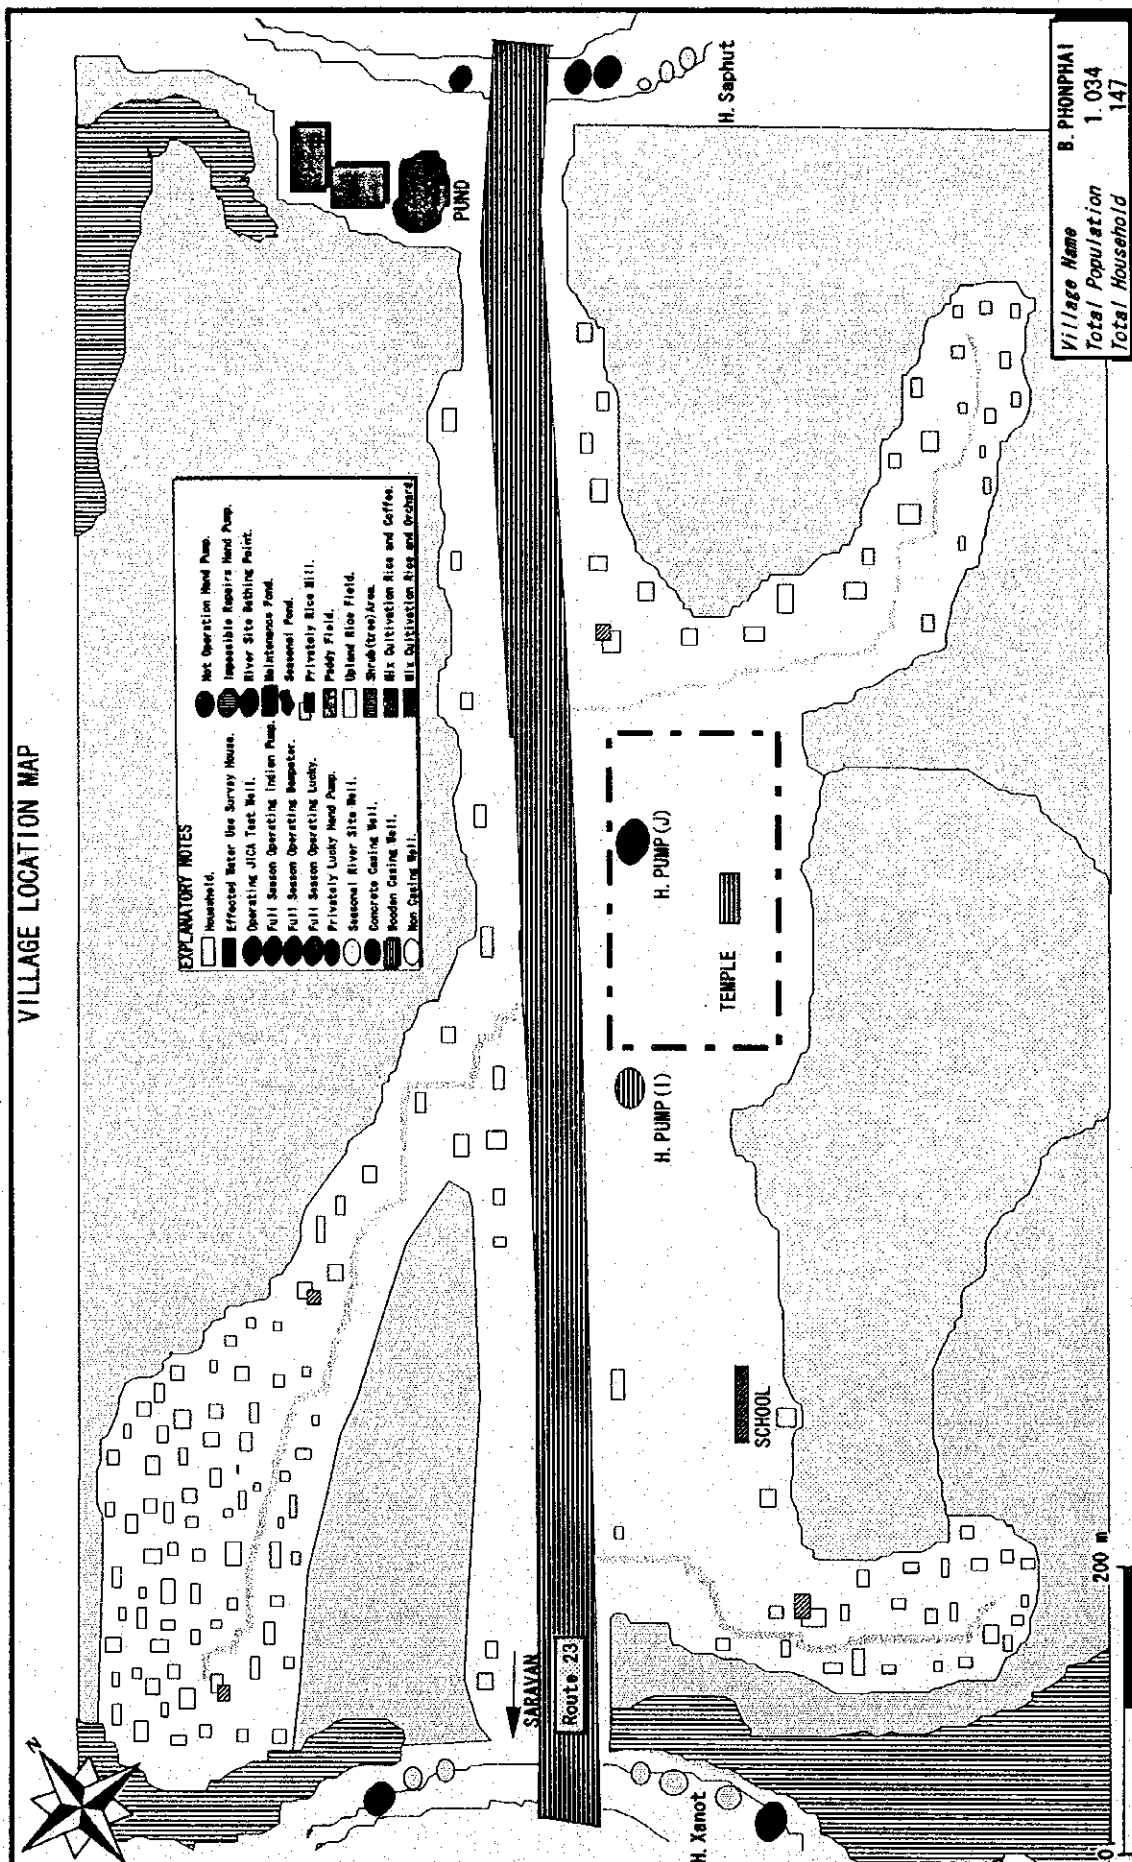 VILLAGE LOCATION MAP
EXPLANATORY NOTES
Household.
Effected Water Use Survay House.
Operating JICA Test Well.
Full Season Operating Indian Pump.
Full Season Operating
Full Season Operating Lucky.
Privately Lucky Hand Pump.
Seasonal River Site Well.
Concrete Casing Well.
Wooden Casing Well.
Non Casing Well.
Not Operation Hand Pump.
Impossible Repairs Hand Pump.
River Site Bathing Point.
Maintenance Pond.
Seasonal Pond.
Privately Rice Mill.
Paddy Field.
Upland Rice Field.
Shrub(tree)Area.
Mix Cultivation Rice and Coffee.
Mix Cultivation Rice and Orchard
N
PUND
H. Saphut
SARAVAN
Route 23
H. PUMP(I)
H. PUMP(J)
TEMPLE
SCHOOL
H. Xanot
0
200 m
Village Name B. PHONPHAI
Total Population 1.034
Total Household 147